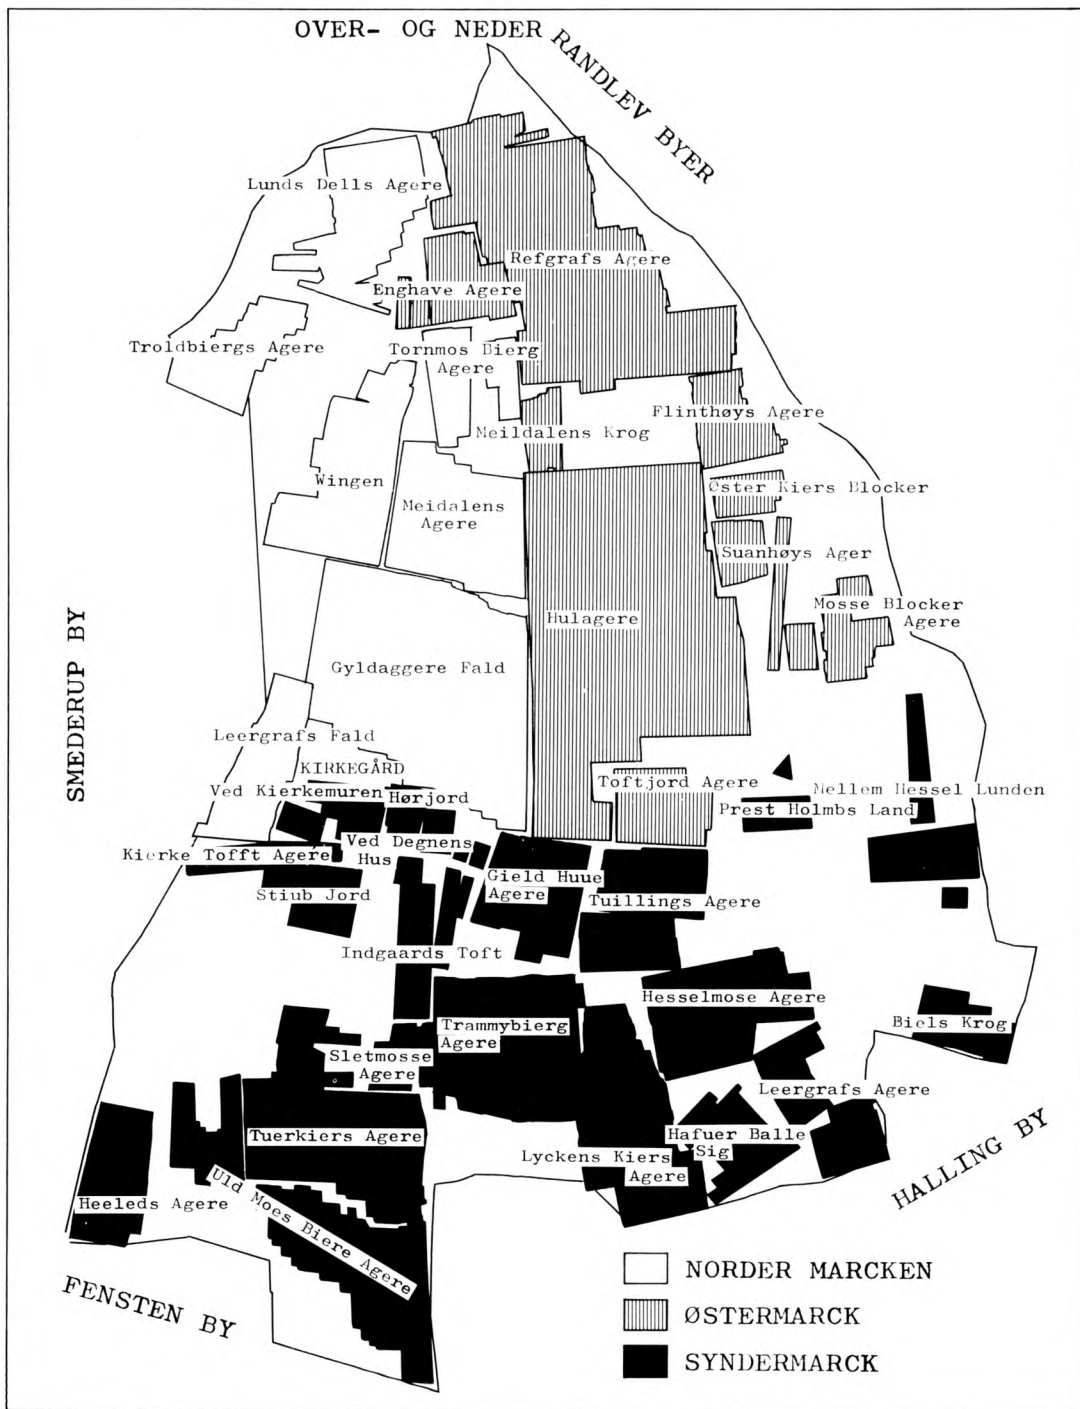 OVER- OG NEDER RANDLEV BYER
Lunds Dells Agere
Refgrafs Agere
Enghave Agere
Troldbiergs Agere
Tornmos Bierg
Agere
Flinthøys Agere
Meildalens Krog
Wingen
Øster Kiers Blocker
Meidalens
Agere
Suanhøys Ager
Mosse Blocker
Agere
Hulagere
SMEDERUP BY
Gyldaggere Fald
Leergrafs Fald
KIRKEGÅRD
Toftjord Agere
Ved Kierkemuren
Hørjord
Mellem Hessel Lunden
Prest Holmbs Land
Ved Degnens
Hus
Kierke Tofft Agere
Gield Huue
Agere
Stiub Jord
Tuillings Agere
Indgaards Toft
Hesselmose Agere
Biels Krog
Trammybierg
Agere
Sletmosse
Agere
Leergrafs Agere
Tuerkiers Agere
Hafuer Balle
Sig
Lyckens Kiers
Agere
HALLING BY
Heeleds Agere
Uld Moes Biere Agere
FENSTEN BY
NORDER MARCKEN
ØSTERMARCK
SYNDERMARCK